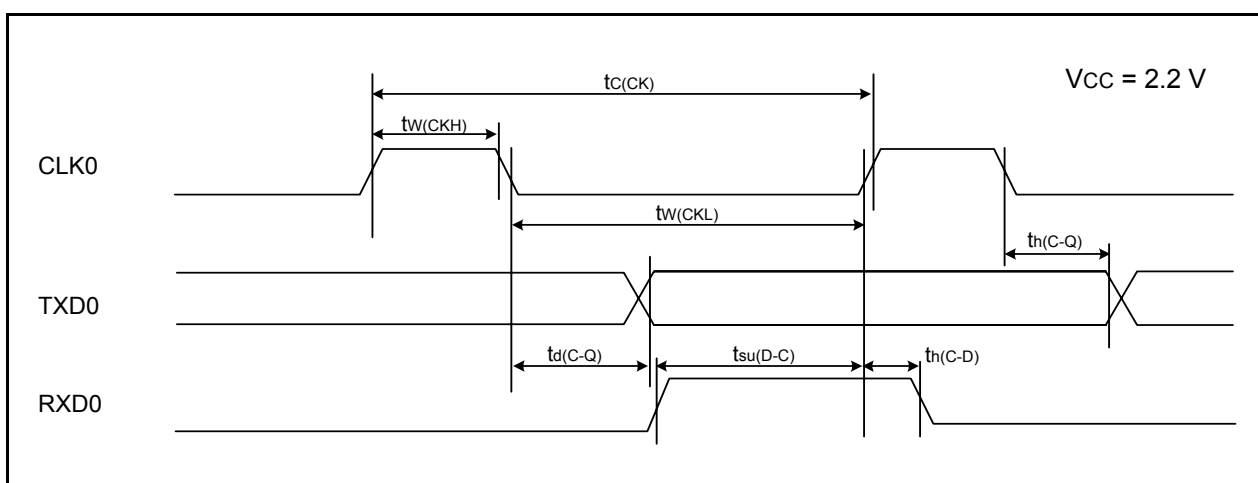 tC(CK)
VCC = 2.2 V
tW(CKH)
CLK0
tW(CKL)
th(C-Q)
TXD0
td(C-Q)
tsu(D-C)
th(C-D)
RXD0